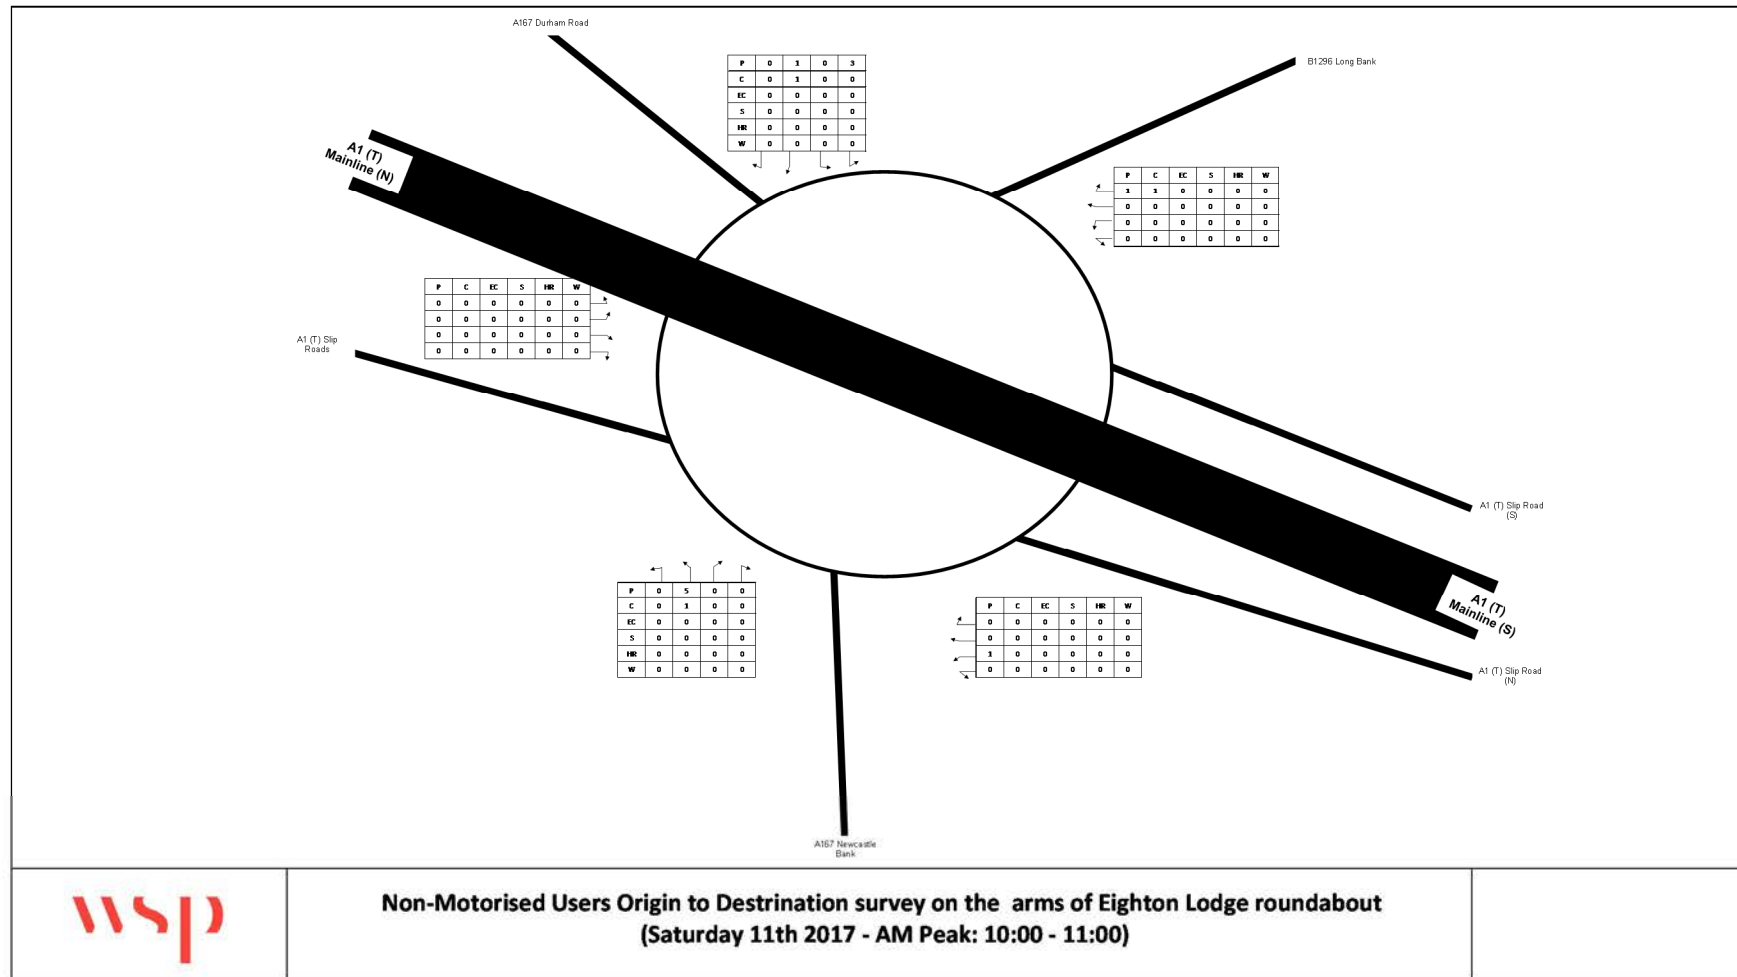 A167 Durham Road
B1296 Long Bank
P 0 1 0 3
C 0 1 0 0
EC 0 0 0 0
S 0 0 0 0
HR 0 0 0 0
W 0 0 0 0
A1 (T)
Mainline (N)
P C EC S HR W
1 1 0 0 0 0
0 0 0 0 0 0
0 0 0 0 0 0
0 0 0 0 0 0
P C EC S HR W
0 0 0 0 0 0
0 0 0 0 0 0
0 0 0 0 0 0
0 0 0 0 0 0
A1 (T) Slip
Roads
A1 (T) Slip Road
(S)
P 0 5 0 0
C 0 1 0 0
EC 0 0 0 0
S 0 0 0 0
HR 0 0 0 0
W 0 0 0 0
P C EC S HR W
0 0 0 0 0 0
0 0 0 0 0 0
1 0 0 0 0 0
0 0 0 0 0 0
A1 (T)
Mainline (S)
A1 (T) Slip Road
(N)
A167 Newcastle
Bank
wsp
Non-Motorised Users Origin to Destrination survey on the arms of Eighton Lodge roundabout
(Saturday 11th 2017 - AM Peak: 10:00 - 11:00)